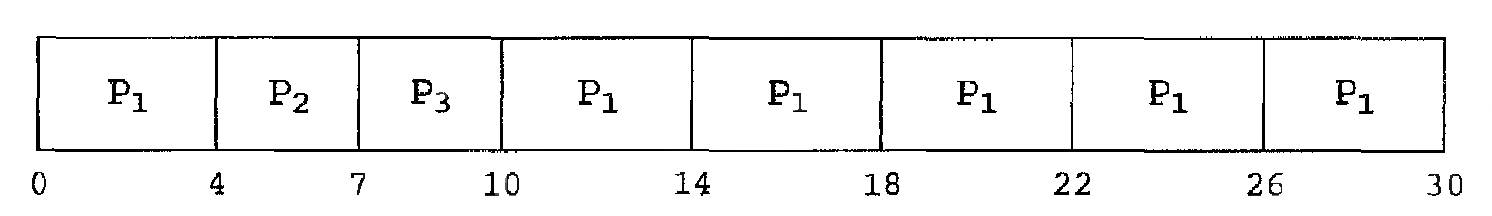 P₁ P₂ P₃ P₁ P₁ P₁ P₁ P₁
0 4 7 10 14 18 22 26 30